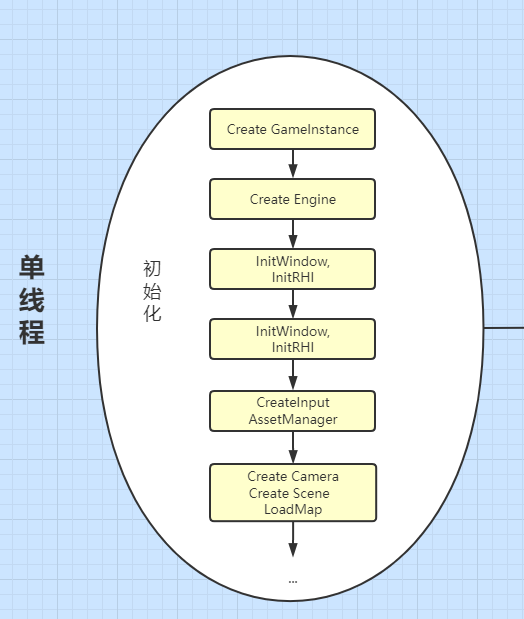 单线程
初始化
Create GameInstance
Create Engine
InitWindow,
InitRHI
InitWindow,
InitRHI
CreateInput
AssetManager
Create Camera
Create Scene
LoadMap
...